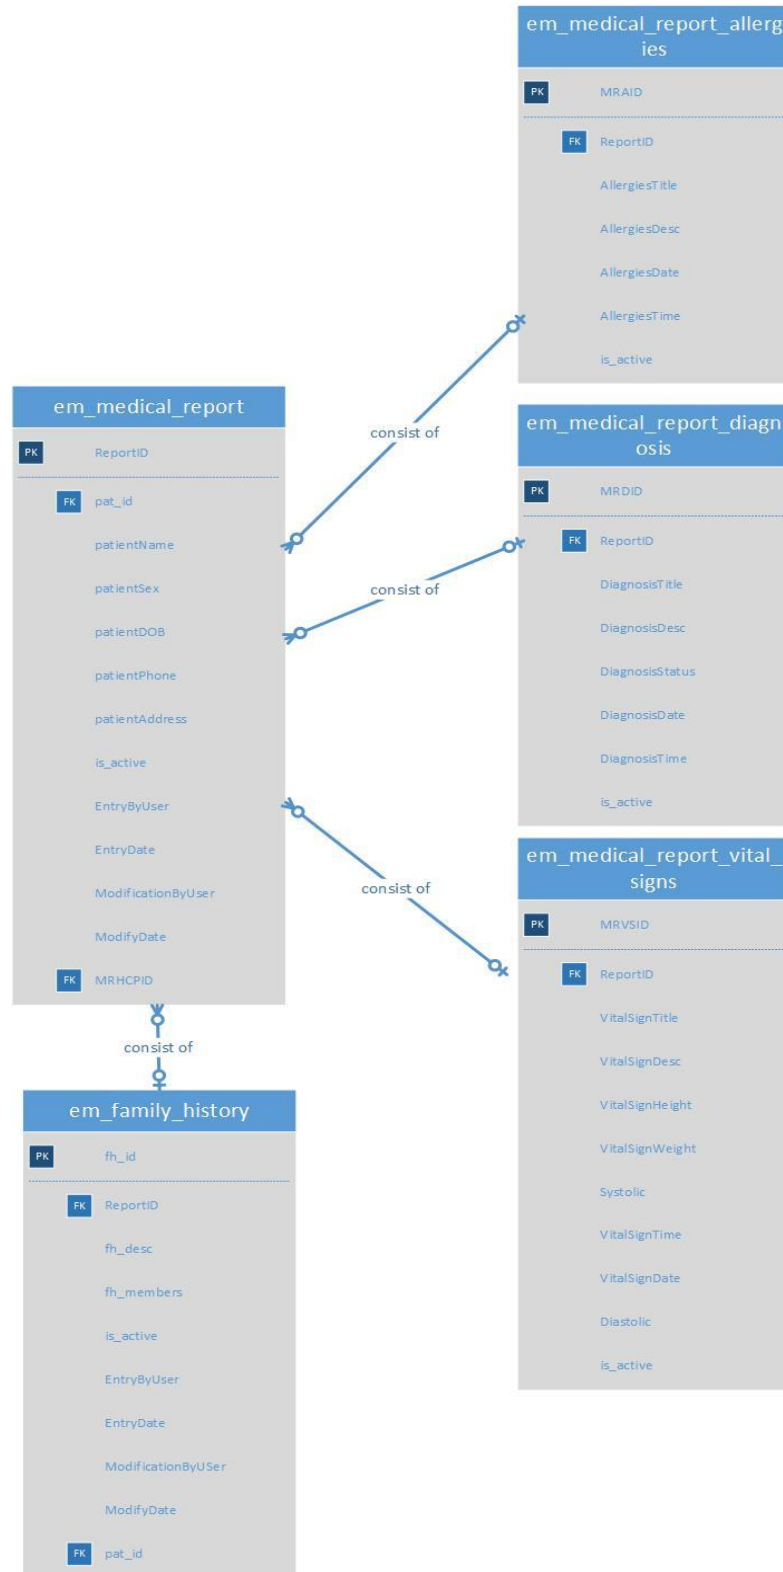 em_medical_report_allerg
ies
PK MRAID
FK ReportID
AllergiesTitle
AllergiesDesc
AllergiesDate
AllergiesTime
is_active
consist of
em_medical_report
PK ReportID
FK pat_id
patientName
patientSex
patientDOB
patientPhone
patientAddress
is_active
EntryByUser
EntryDate
ModificationByUser
ModifyDate
FK MRHCPID
consist of
em_medical_report_diagn
osis
PK MRDID
FK ReportID
DiagnosisTitle
DiagnosisDesc
DiagnosisStatus
DiagnosisDate
DiagnosisTime
is_active
consist of
em_medical_report_vital_
signs
PK MRVSID
FK ReportID
VitalSignTitle
VitalSignDesc
VitalSignHeight
VitalSignWeight
Systolic
VitalSignTime
VitalSignDate
Diastolic
is_active
consist of
em_family_history
PK fh_id
FK ReportID
fh_desc
fh_members
is_active
EntryByUser
EntryDate
ModificationByUSer
ModifyDate
FK pat_id